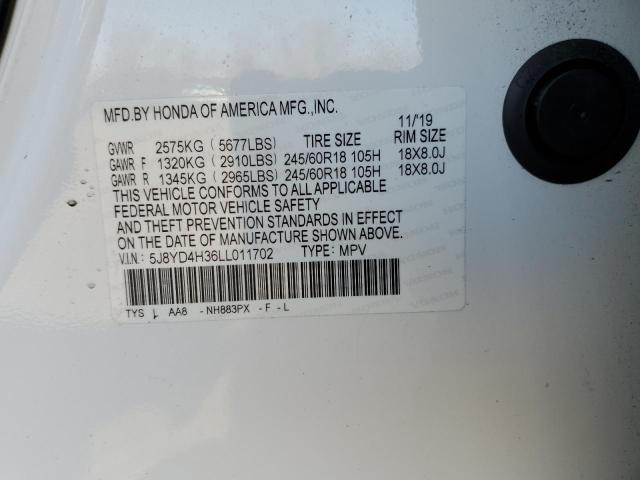 MFD.BY HONDA OF AMERICA MFG.,INC. 11/19
GVWR 2575KG ( 5677LBS) TIRE SIZE RIM SIZE
GAWR F 1320KG ( 2910LBS) 245/60R18 105H 18X8.0J
GAWR R 1345KG ( 2965LBS) 245/60R18 105H 18X8.0J
THIS VEHICLE CONFORMS TO ALL APPLICABLE
FEDERAL MOTOR VEHICLE SAFETY
AND THEFT PREVENTION STANDARDS IN EFFECT
ON THE DATE OF MANUFACTURE SHOWN ABOVE.
V.I.N.: 5J8YD4H36LL011702 TYPE: MPV
TYS L AA8 -NH883PX -F -L